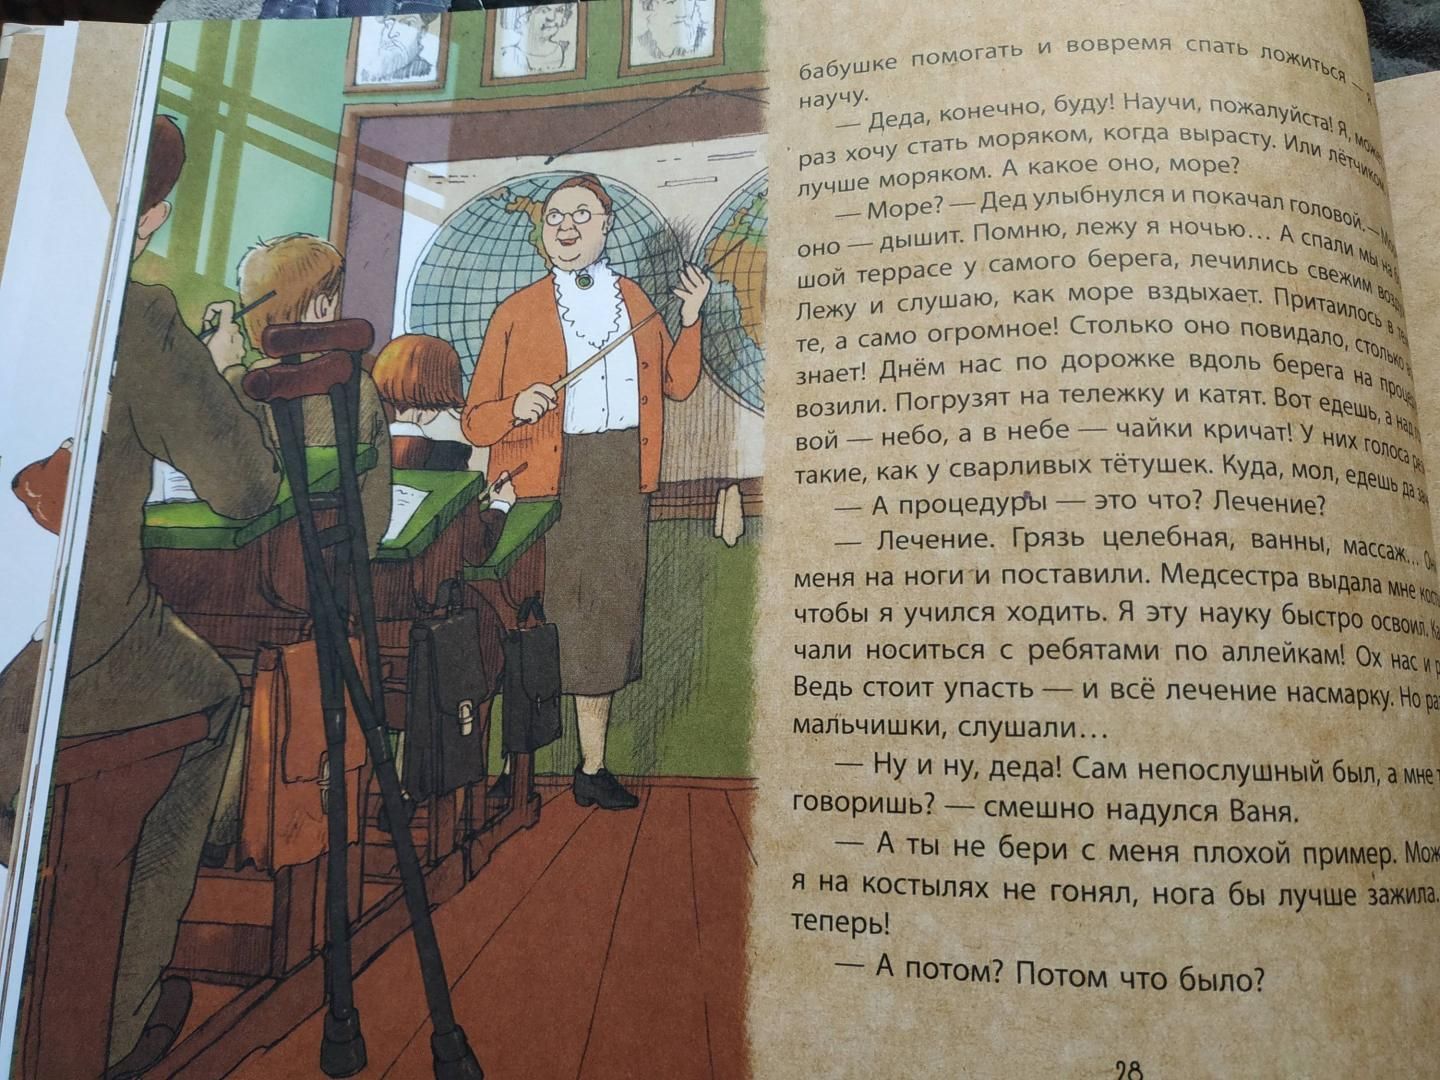 бабушке помогать и вовремя спать ложиться — я
научу.
— Деда, конечно, буду! Научи, пожалуйста! Я, может
раз хочу стать моряком, когда вырасту. Или лётчиком
лучше моряком. А какое оно, море?
— Море? — Дед улыбнулся и покачал головой. —
оно — дышит. Помню, лежу я ночью... А спали мы на
шой террасе у самого берега, лечились свежим
Лежу и слушаю, как море вздыхает. Притаилось в
те, а само огромное! Столько оно повидало, столько
знает! Днём нас по дорожке вдоль берега на
возили. Погрузят на тележку и катят. Вот едешь, а над
вой — небо, а в небе — чайки кричат! У них голоса
такие, как у сварливых тётушек. Куда, мол, едешь да
— А процедуры — это что? Лечение?
— Лечение. Грязь целебная, ванны, массаж...
меня на ноги и поставили. Медсестра выдала мне
чтобы я учился ходить. Я эту науку быстро освоил.
чали носиться с ребятами по аллейкам! Ох нас и
Ведь стоит упасть — и всё лечение насмарку. Но
мальчишки, слушали...
— Ну и ну, деда! Сам непослушный был, а мне
говоришь? — смешно надулся Ваня.
— А ты не бери с меня плохой пример.
я на костылях не гонял, нога бы лучше зажила.
теперь!
— А потом? Потом что было?
28